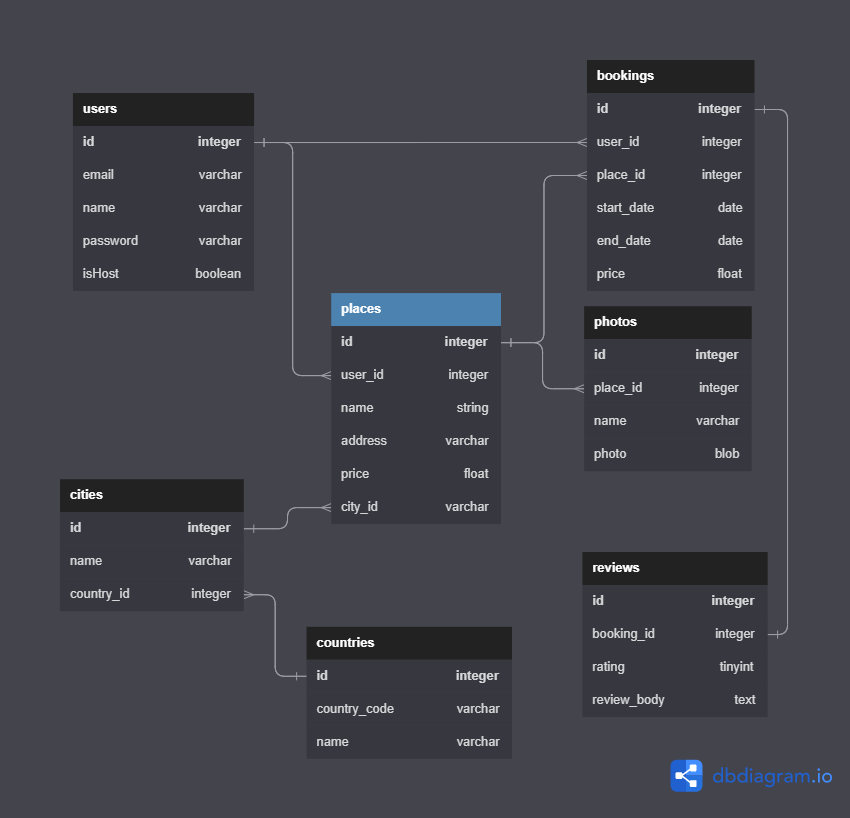 users
id integer
email varchar
name varchar
password varchar
isHost boolean
bookings
id integer
user_id integer
place_id integer
start_date date
end_date date
price float
places
id integer
user_id integer
name string
address varchar
price float
city_id varchar
photos
id integer
place_id integer
name varchar
photo blob
cities
id integer
name varchar
country_id integer
countries
id integer
country_code varchar
name varchar
reviews
id integer
booking_id integer
rating tinyint
review_body text
dbdiagram.io